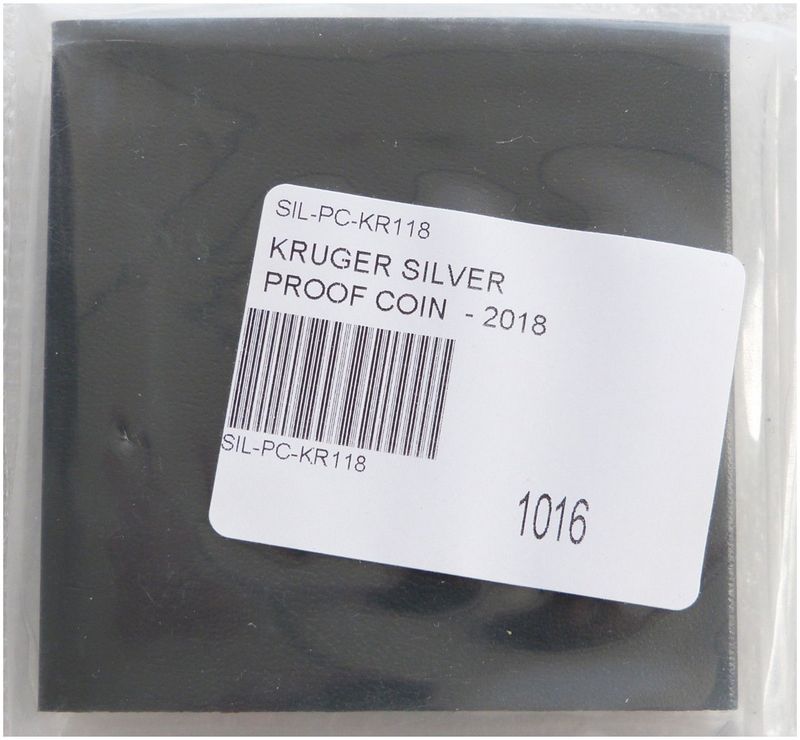 SIL-PC-KR118
KRUGER SILVER
PROOF COIN - 2018
SIL-PC-KR118
1016